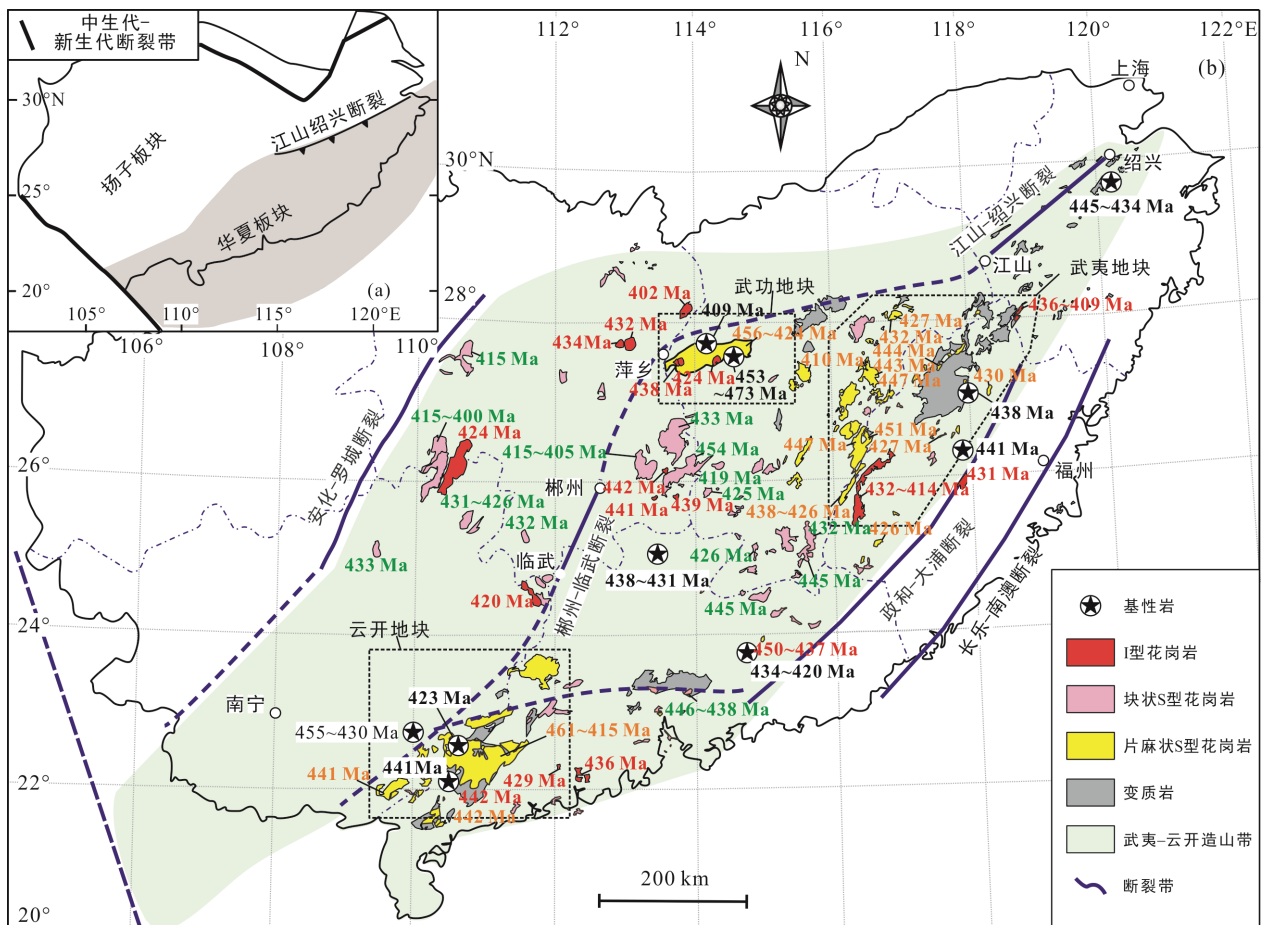 中生代–
新生代断裂带
30°N
25°
20°
105°
110°
115°
120°
扬子板块
江山绍兴断裂
华夏板块
(a)
112°
114°
116°
118°
120°
122°E
N
(b)
上海
30°N
绍兴
445~434 Ma
江山–绍兴断裂
江山
武夷地块
武功地块
28°
402 Ma
409 Ma
436~409 Ma
432 Ma
434Ma
427 Ma
432 Ma
444 Ma
443 Ma
447 Ma
410 Ma
430 Ma
萍乡
438 Ma
424 Ma
453
~473 Ma
438 Ma
106°
108°
110°
415 Ma
415~400 Ma
424 Ma
433 Ma
415~405 Ma
454 Ma
451 Ma
427 Ma
447 Ma
441 Ma
431 Ma
福州
26°
安化–罗城断裂
郴州
442 Ma
419 Ma
425 Ma
441 Ma
439 Ma
432~414 Ma
438~426 Ma
431~426 Ma
432 Ma
432 Ma
426 Ma
433 Ma
临武
438~431 Ma
426 Ma
445 Ma
420 Ma
445 Ma
郴州–临武断裂
政和–大浦断裂
长乐–南澳断裂
24°
云开地块
450~437 Ma
434~420 Ma
南宁
423 Ma
446~438 Ma
455~430 Ma
461~415 Ma
22°
441 Ma
441Ma
429 Ma
436 Ma
442 Ma
442 Ma
20°
200 km
基性岩
I型花岗岩
块状S型花岗岩
片麻状S型花岗岩
变质岩
武夷–云开造山带
断裂带